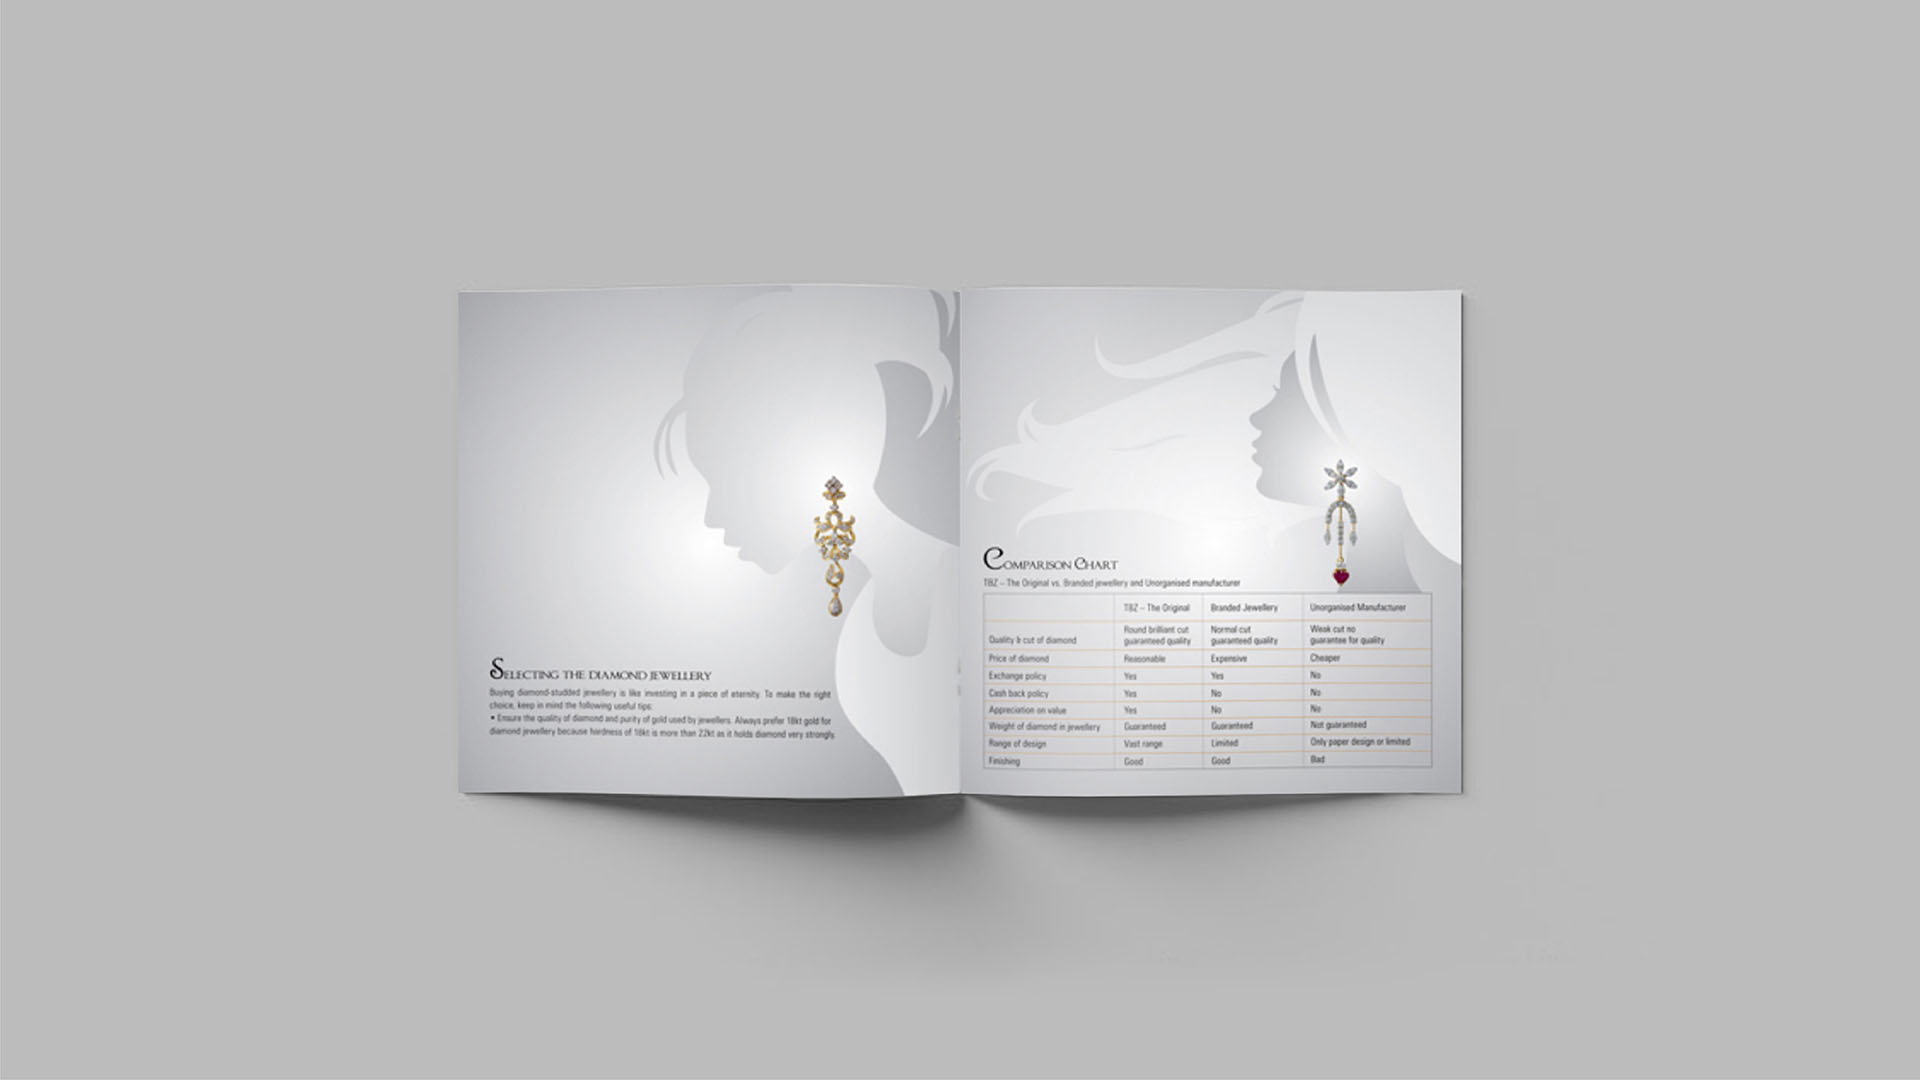 SELECTING THE DIAMOND JEWELLERY
Buying diamond-studded jewellery is like investing in a piece of eternity. To make the right
choice, keep in mind the following useful tips:
• Ensure the quality of diamond and purity of gold used by jewellers. Always prefer 18kt gold for
diamond jewellery because hardness of 18kt is more than 22kt as it holds diamond very strongly.
COMPARISON CHART
TBZ – The Original vs. Branded jewellery and Unorganised manufacturer
TBZ – The Original Branded Jewellery Unorganised Manufacturer
Round brilliant cut Normal cut Weak cut no
Quality & cut of diamond guaranteed quality guaranteed quality guarantee for quality
Price of diamond Reasonable Expensive Cheaper
Exchange policy Yes Yes No
Cash back policy Yes No No
Appreciation on value Yes No No
Weight of diamond in jewellery Guaranteed Guaranteed Not guaranteed
Range of design Vast range Limited Only paper design or limited
Finishing Good Good Bad